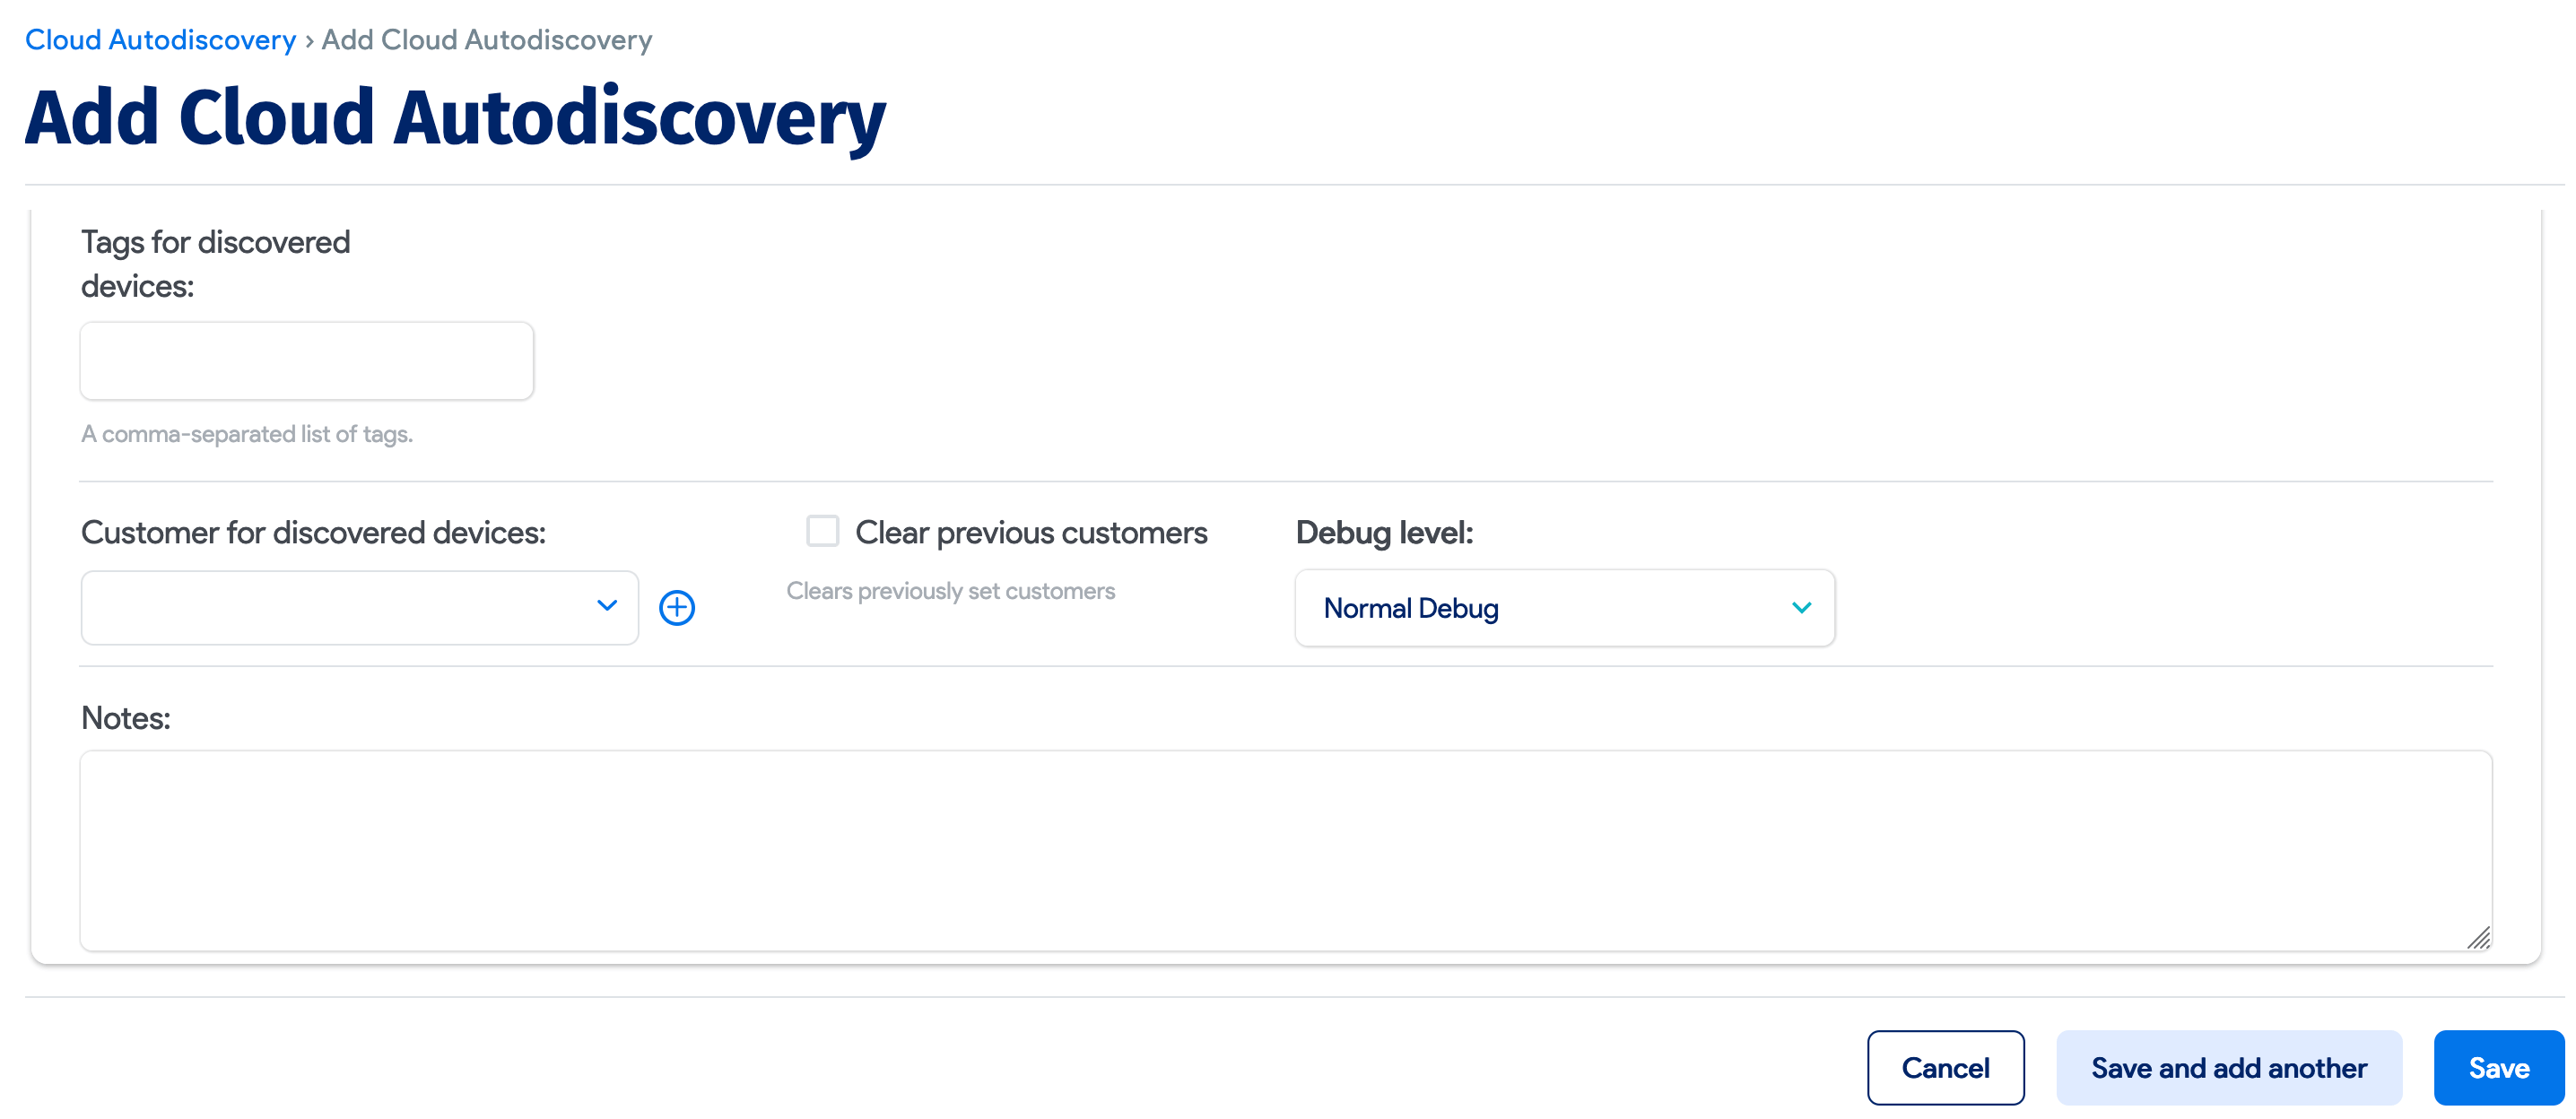 Cloud Autodiscovery › Add Cloud Autodiscovery
Add Cloud Autodiscovery
Tags for discovered
devices:
A comma-separated list of tags.
Customer for discovered devices:
Clear previous customers
Clears previously set customers
Debug level:
Normal Debug
Notes:
Cancel
Save and add another
Save